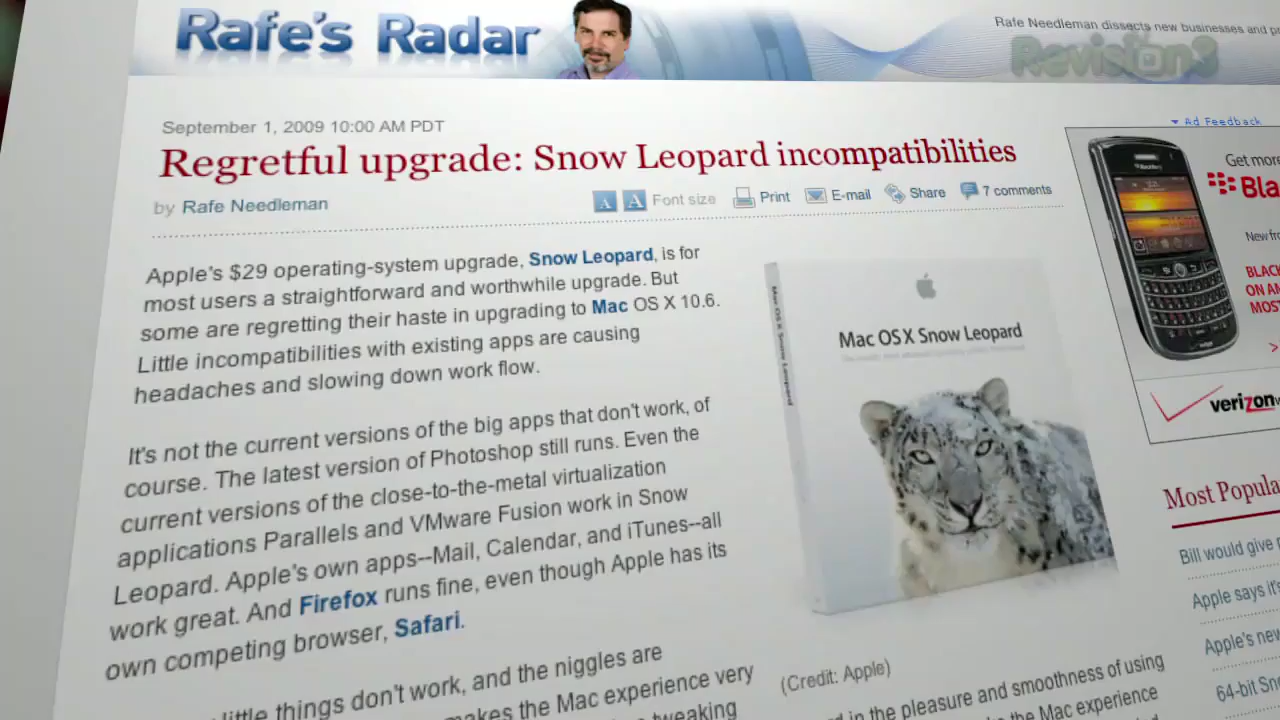 Rafe's Radar
Rafe Needleman dissects new businesses and
Revision3
September 1, 2009 10:00 AM PDT
Ad Feedback
Regretful upgrade: Snow Leopard incompatibilities
by Rafe Needleman
A A Font size Print E-mail Share 7 comments
Get more
BlackBerry
Bla
New
BLAC
ON A
MOS
>
verizon
Apple's $29 operating-system upgrade, Snow Leopard, is for
most users a straightforward and worthwhile upgrade. But
some are regretting their haste in upgrading to Mac OS X 10.6.
Little incompatibilities with existing apps are causing
headaches and slowing down work flow.
Mac OS X Snow Leopard
Mac OS X Snow Leopard
It's not the current versions of the big apps that don't work, of
course. The latest version of Photoshop still runs. Even the
current versions of the close-to-the-metal virtualization
applications Parallels and VMware Fusion work in Snow
Leopard. Apple's own apps--Mail, Calendar, and iTunes--all
work great. And Firefox runs fine, even though Apple has its
own competing browser, Safari.
(Credit: Apple)
Most Popula
Bill would give
Apple says it's
Apple's new
64-bit Sno
little things don't work, and the niggles are
makes the Mac experience very
tweaking
in the pleasure and smoothness of using
the Mac experience